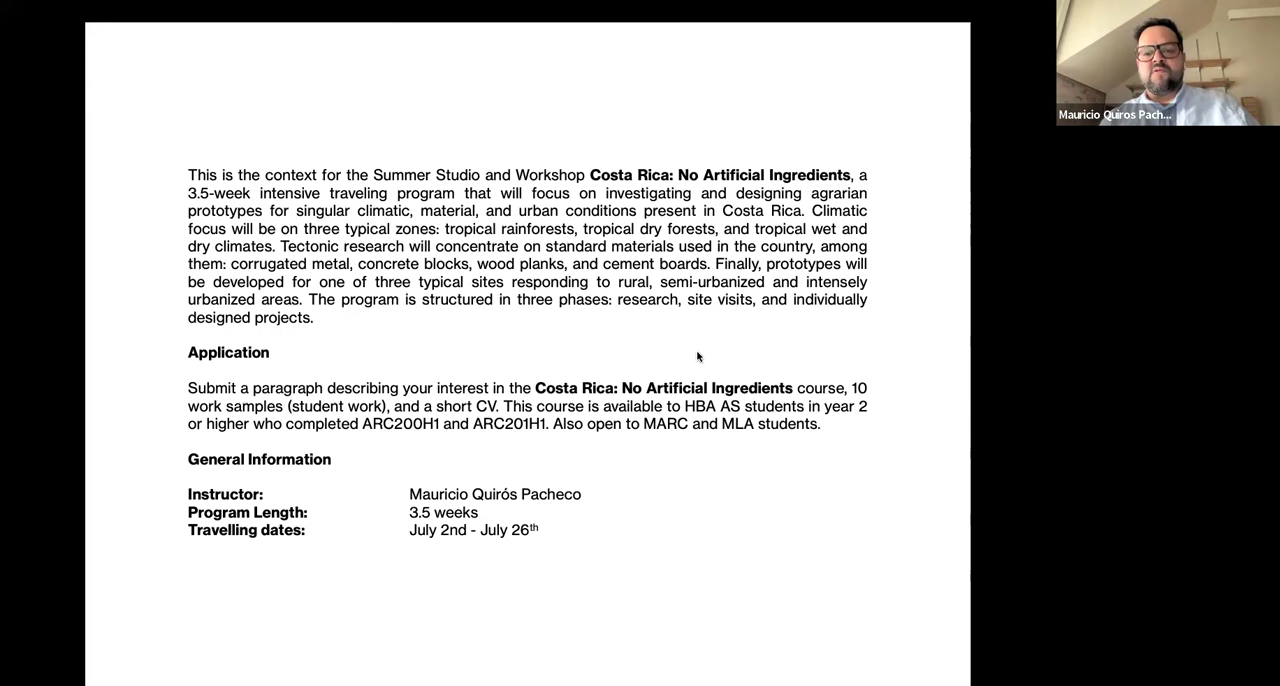 This is the context for the Summer Studio and Workshop Costa Rica: No Artificial Ingredients, a
3.5-week intensive traveling program that will focus on investigating and designing agrarian
prototypes for singular climatic, material, and urban conditions present in Costa Rica. Climatic
focus will be on three typical zones: tropical rainforests, tropical dry forests, and tropical wet and
dry climates. Tectonic research will concentrate on standard materials used in the country, among
them: corrugated metal, concrete blocks, wood planks, and cement boards. Finally, prototypes will
be developed for one of three typical sites responding to rural, semi-urbanized and intensely
urbanized areas. The program is structured in three phases: research, site visits, and individually
designed projects.
Application
Submit a paragraph describing your interest in the Costa Rica: No Artificial Ingredients course, 10
work samples (student work), and a short CV. This course is available to HBA AS students in year 2
or higher who completed ARC200H1 and ARC201H1. Also open to MARC and MLA students.
General Information
Instructor: Mauricio Quirós Pacheco
Program Length: 3.5 weeks
Travelling dates: July 2nd - July 26th
Mauricio Quiros Pach...